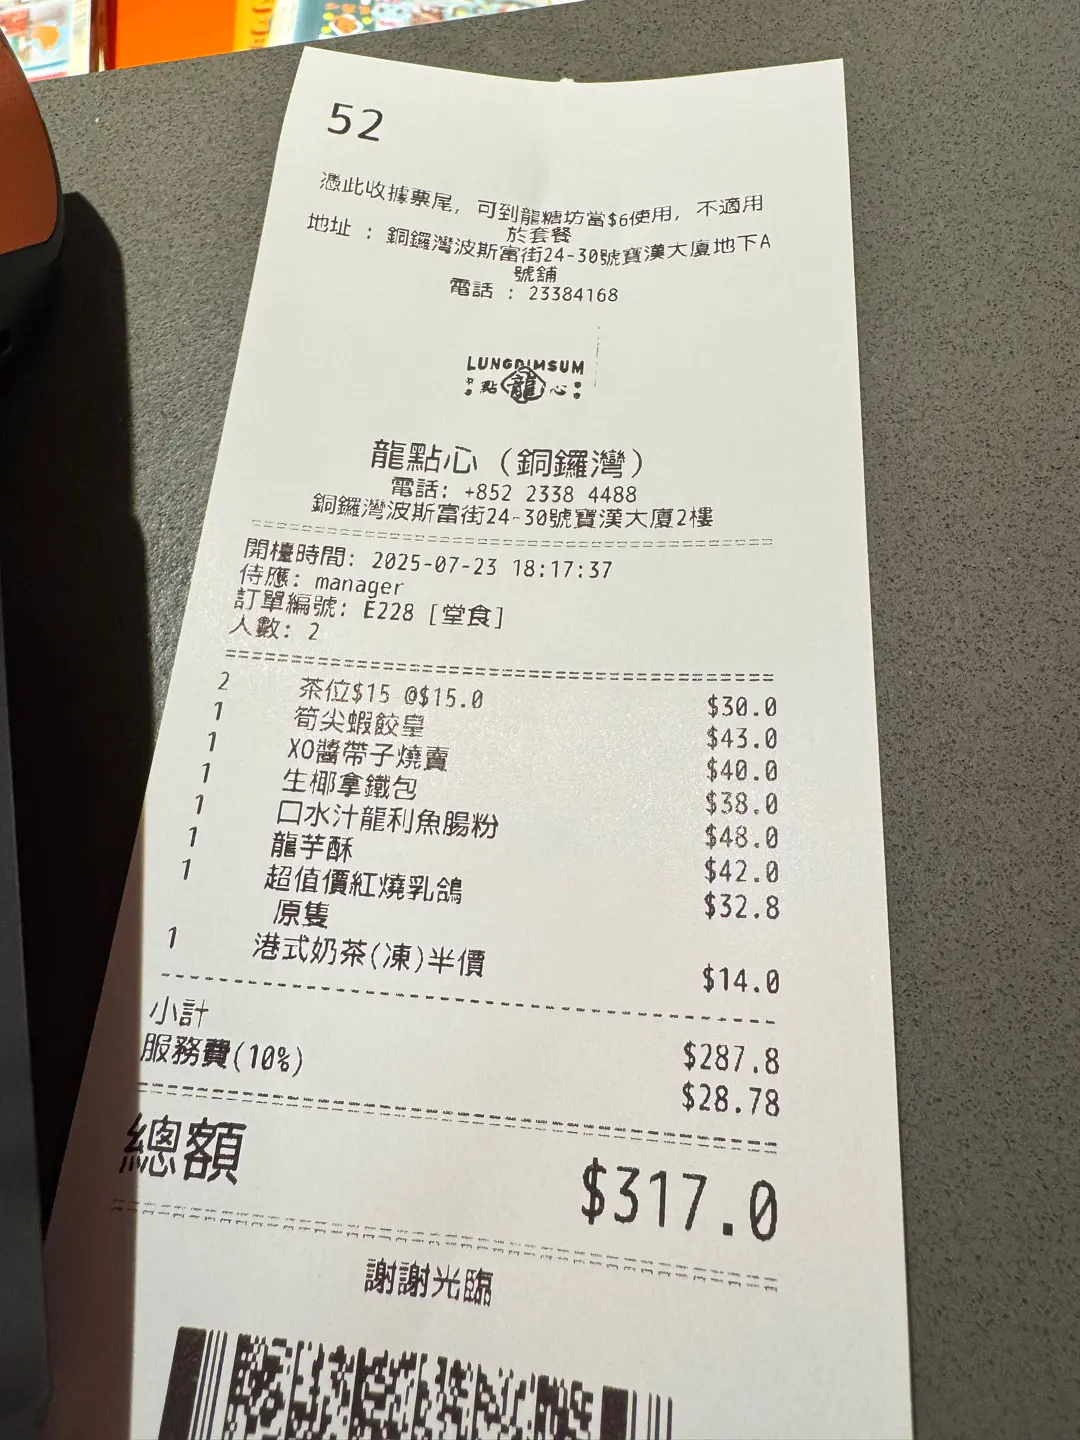 52
憑此收據票尾，可到龍糖坊當$6使用，不適用
於套餐
地址 : 銅鑼灣波斯富街24-30號寶漢大廈地下A
號舖
電話 : 23384168
LUNGDIMSUM
點龍心
龍點心 (銅鑼灣)
電話: +852 2338 4488
銅鑼灣波斯富街24-30號寶漢大廈2樓
開檯時間: 2025-07-23 18:17:37
侍應: manager
訂單編號: E228 [堂食]
人數: 2
2 茶位$15 @$15.0 $30.0
1 筍尖蝦餃皇 $43.0
1 XO醬帶子燒賣 $40.0
1 生椰拿鐵包 $38.0
1 口水汁龍利魚腸粉 $48.0
1 龍芋酥 $42.0
1 超值價紅燒乳鴿 $32.8
原隻
1 港式奶茶(凍)半價 $14.0
小計 $287.8
服務費(10%) $28.78
總額 $317.0
謝謝光臨